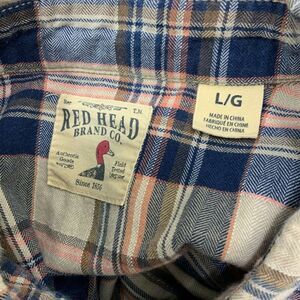 RED HEAD
BRAND CO.
Authentic
Goods
Field
Tested
Since 1856
L/G
MADE IN CHINA
FABRIQUÉ EN CHINE
HECHO EN CHINA